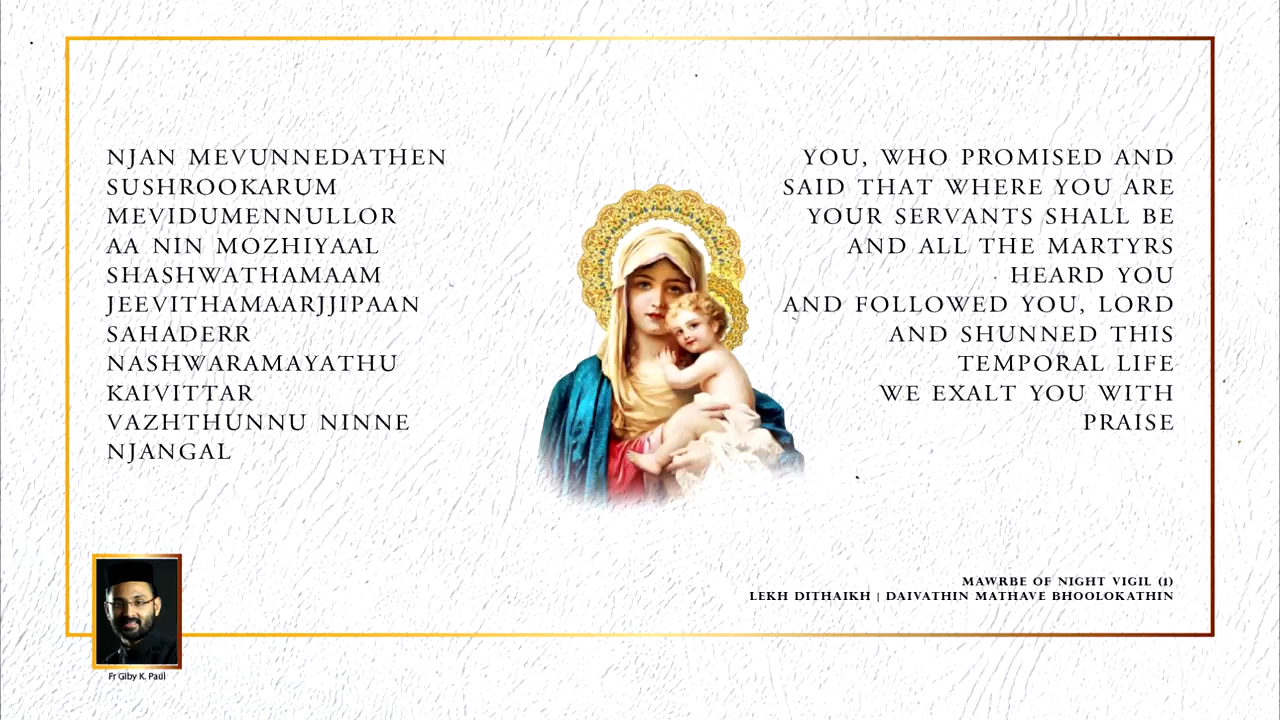 NJAN MEVUNNEDATHEN
SUSHROOKARUM
MEVIDUMENNULLOR
AA NIN MOZHIYAAL
SHASHWATHAMAAM
JEEVITHAMAARJJIPAAN
SAHADERR
NASHWARAMAYATHU
KAIVITTAR
VAZHTHUNNU NINNE
NJANGAL
YOU, WHO PROMISED AND
SAID THAT WHERE YOU ARE
YOUR SERVANTS SHALL BE
AND ALL THE MARTYRS
HEARD YOU
AND FOLLOWED YOU, LORD
AND SHUNNED THIS
TEMPORAL LIFE
WE EXALT YOU WITH
PRAISE
MAWRBE OF NIGHT VIGIL (1)
LEKH DITHAIKH | DAIVATHIN MATHAVE BHOOLOKATHIN
Fr Giby K. Paul